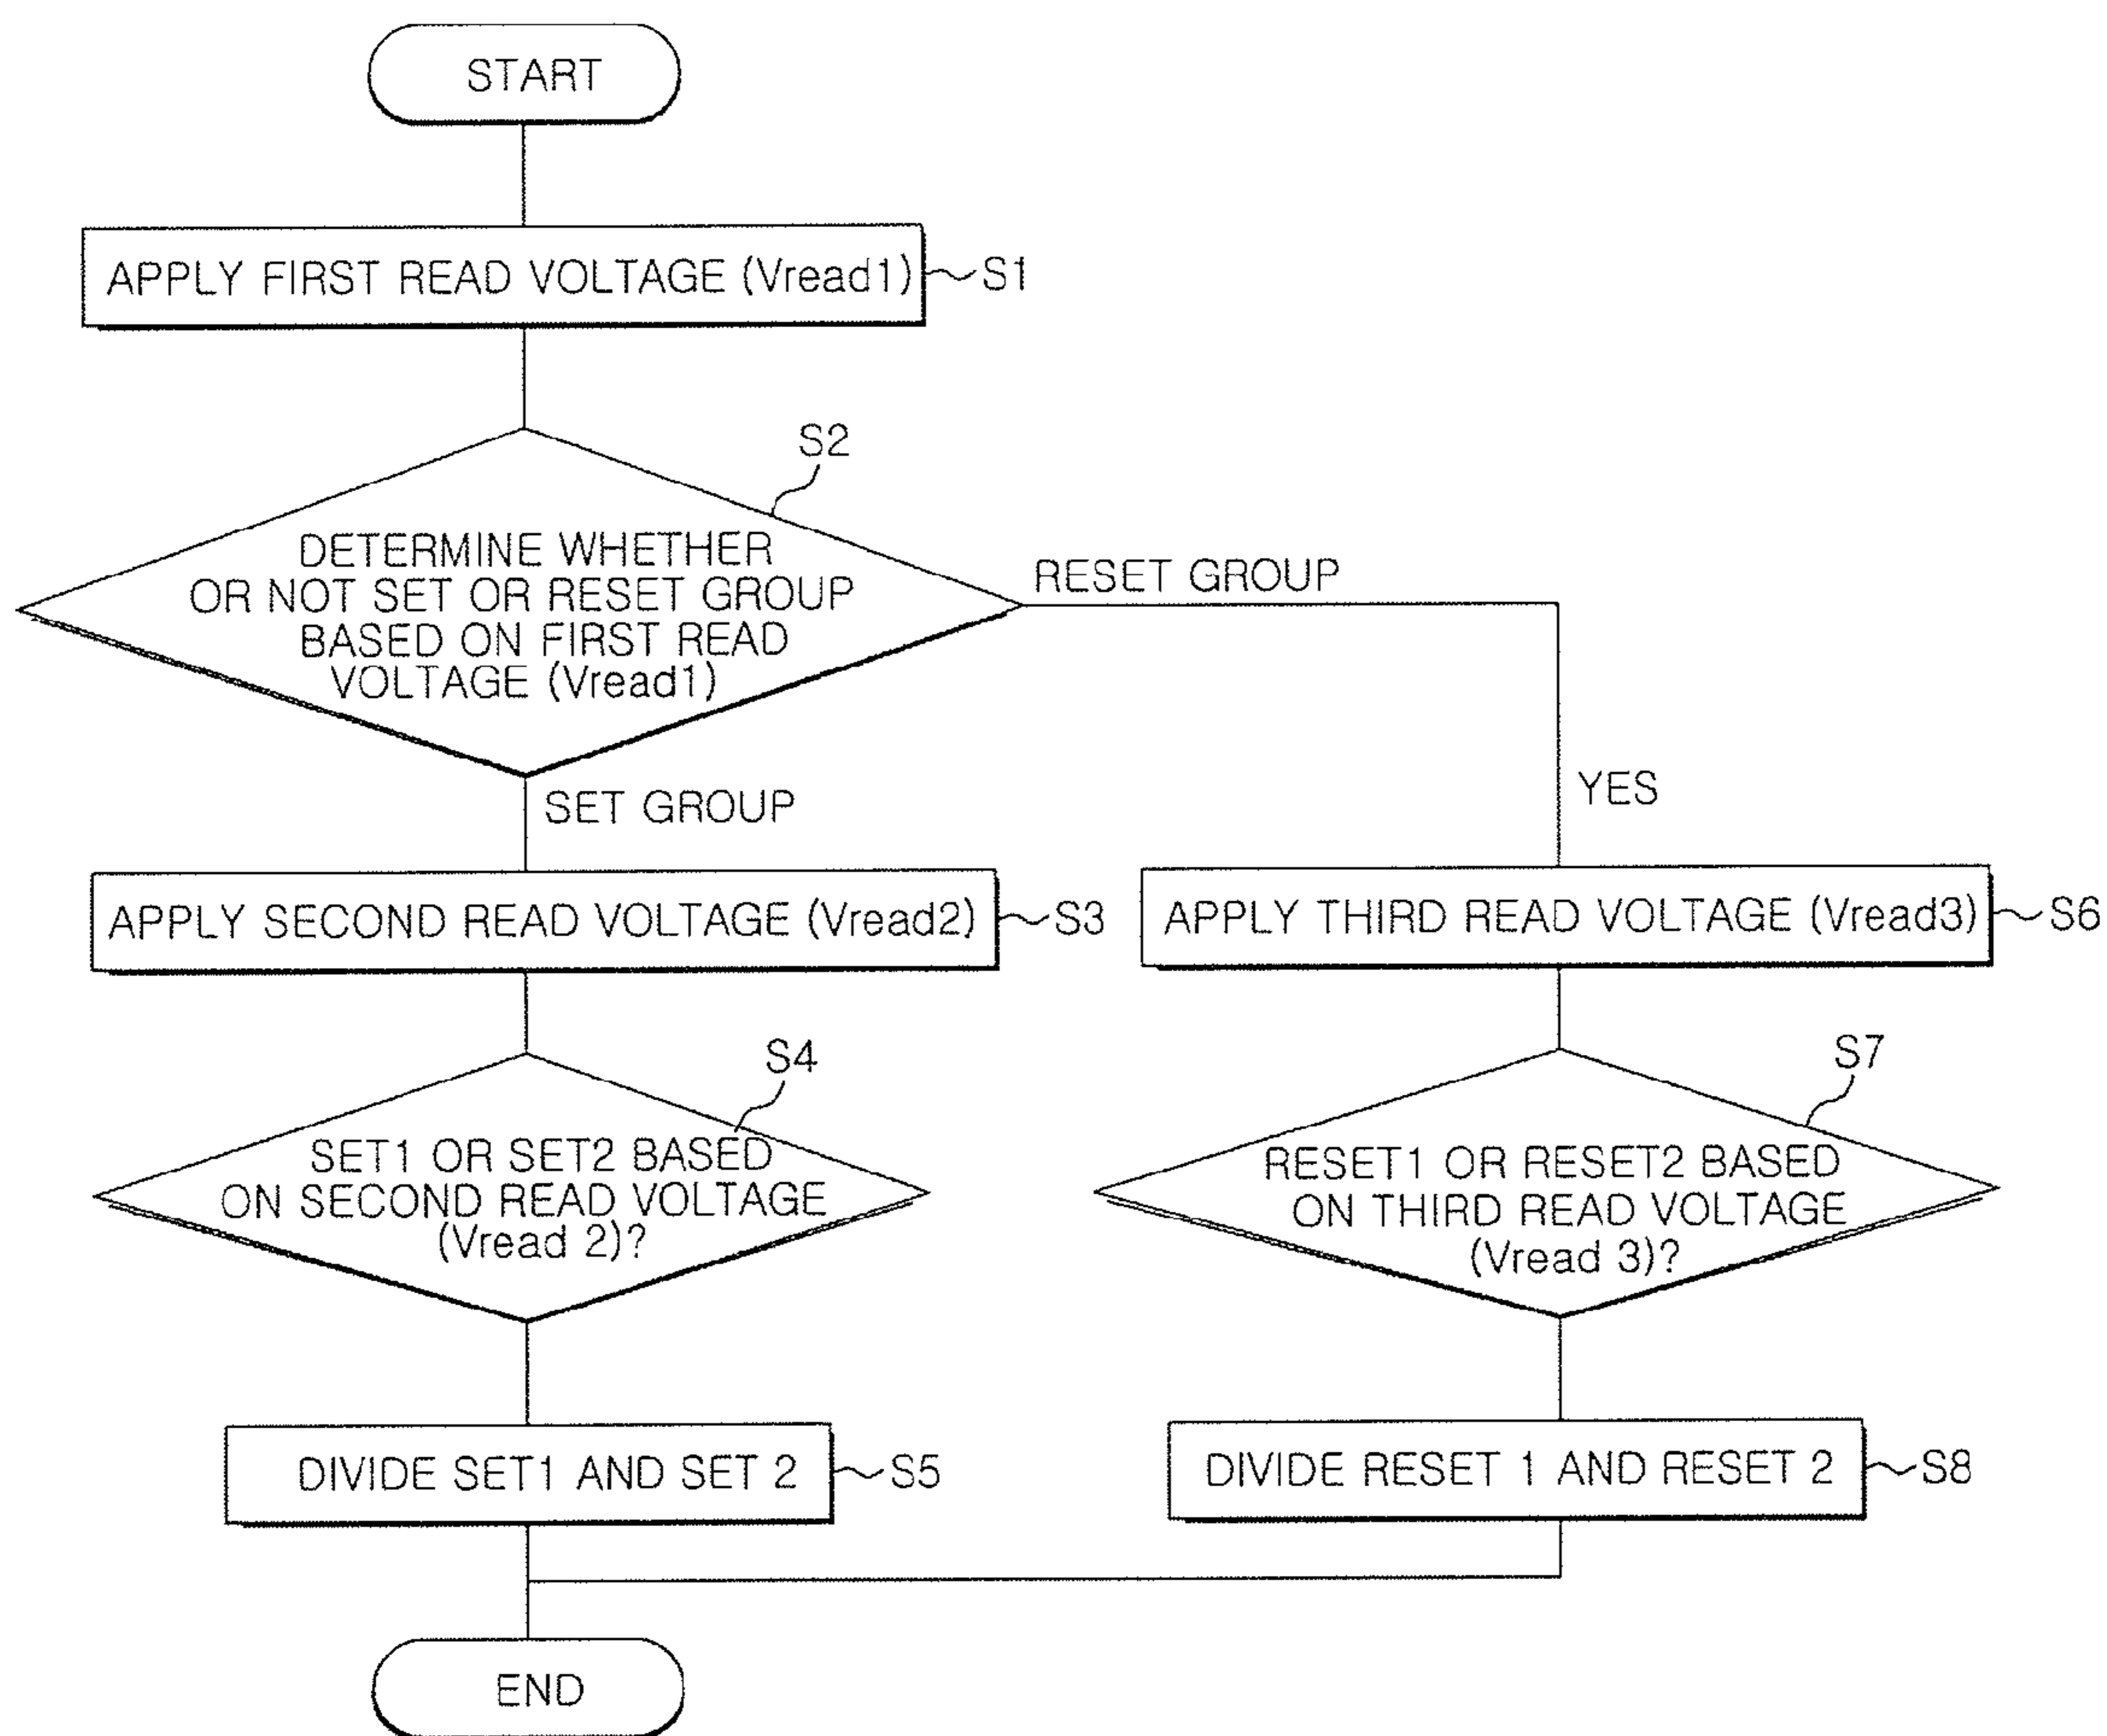 START
APPLY FIRST READ VOLTAGE (Vread1)
S1
S2
DETERMINE WHETHER
OR NOT SET OR RESET GROUP
BASED ON FIRST READ
VOLTAGE (Vread1)
RESET GROUP
YES
SET GROUP
APPLY SECOND READ VOLTAGE (Vread2)
S3
APPLY THIRD READ VOLTAGE (Vread3)
S6
S4
SET1 OR SET2 BASED
ON SECOND READ VOLTAGE
(Vread 2)?
S7
RESET1 OR RESET2 BASED
ON THIRD READ VOLTAGE
(Vread 3)?
DIVIDE SET1 AND SET 2
S5
DIVIDE RESET 1 AND RESET 2
S8
END